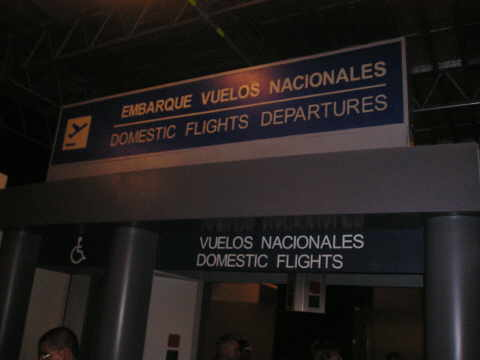 EMBARQUE VUELOS NACIONALES
DOMESTIC FLIGHTS DEPARTURES
VUELOS NACIONALES
DOMESTIC FLIGHTS